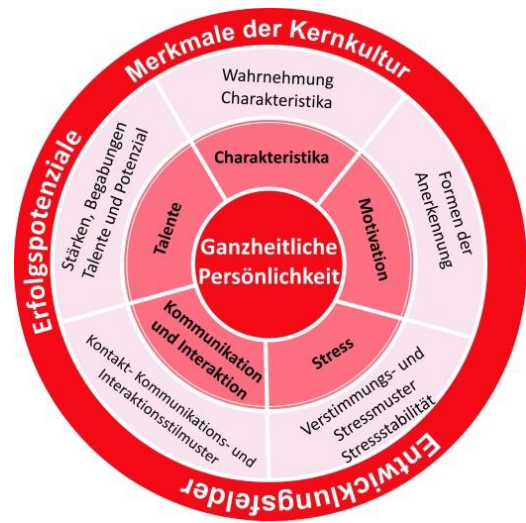 Merkmale der Kernkultur
Wahrnehmung
Charakteristika
Charakteristika
Erfolgspotenziale
Stärken, Begabungen
Talente und Potenzial
Talente
Formen der
Anerkennung
Motivation
Ganzheitliche
Persönlichkeit
Kommunikation
und Interaktion
Stress
Kontakt- Kommunikations- und
Interaktionsstilmuster
Verstimmungs- und
Stressmuster
Stressstabilität
Entwicklungsfelder